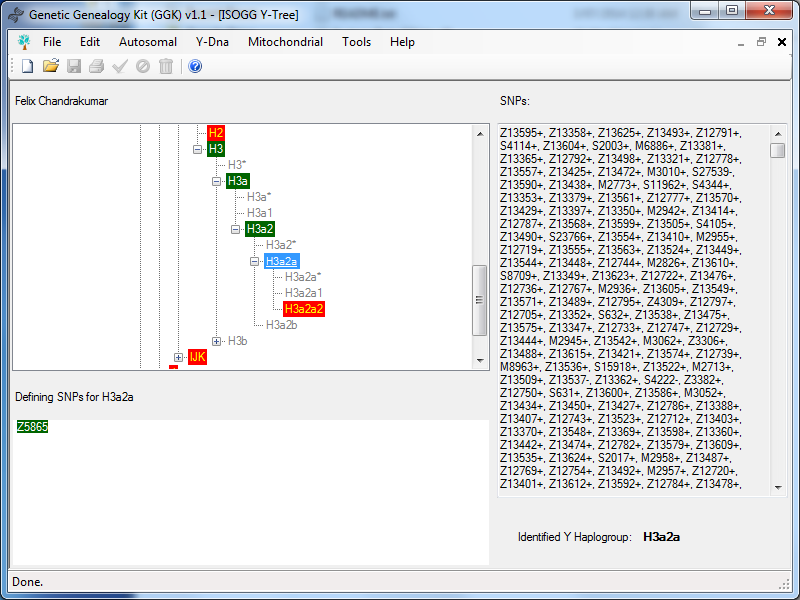 Genetic Genealogy Kit (GGK) v1.1 - [ISOGG Y-Tree]
File Edit Autosomal Y-Dna Mitochondrial Tools Help
Felix Chandrakumar
H2
H3
H3*
H3a
H3a*
H3a1
H3a2
H3a2*
H3a2a
H3a2a*
H3a2a1
H3a2a2
H3a2b
H3b
IJK
Defining SNPs for H3a2a
Z5865
SNPs:
Z13595+, Z13358+, Z13625+, Z13493+, Z12791+,
S4114+, Z13604+, S2003+, M6886+, Z13381+,
Z13365+, Z12792+, Z13498+, Z13321+, Z12778+,
Z13557+, Z13425+, Z13472+, M3010+, S27539-,
Z13590+, Z13438+, M2773+, S11962+, S4344+,
Z13353+, Z13379+, Z13561+, Z12777+, Z13570+,
Z13429+, Z13397+, Z13350+, M2942+, Z13414+,
Z12787+, Z13568+, Z13599+, Z13505+, S4105+,
Z13490+, S23766+, Z13554+, Z13410+, M2955+,
Z12719+, Z13555+, Z13563+, Z13524+, Z13449+,
Z13544+, Z13448+, Z12744+, M2826+, Z13610+,
S8709+, Z13349+, Z13623+, Z12722+, Z13476+,
Z12736+, Z12767+, M2936+, Z13605+, Z13549+,
Z13571+, Z13489+, Z12795+, Z4309+, Z12797+,
Z12705+, Z13352+, S632+, Z13538+, Z13475+,
Z13575+, Z13347+, Z12733+, Z12747+, Z12729+,
Z13444+, M2945+, Z13542+, M3062+, Z3306+,
Z13488+, Z13615+, Z13421+, Z13574+, Z12739+,
M8963+, Z13536+, S15918+, Z13522+, M2713+,
Z13509+, Z13537-, Z13362+, S4222-, Z3382+,
Z12750+, S631+, Z13600+, Z13586+, M3052+,
Z13434+, Z13450+, Z13427+, Z12786+, Z13388+,
Z13407+, Z12743+, Z13523+, Z12712+, Z13403+,
Z13370+, Z13548+, Z13369+, Z13598+, Z13360+,
Z13442+, Z13474+, Z12782+, Z13579+, Z13609+,
Z13535+, Z13624+, S2017+, M2958+, Z13487+,
Z12769+, Z12754+, Z13492+, M2957+, Z12720+,
Z13401+, Z13612+, Z13592+, Z12784+, Z13478+,
Identified Y Haplogroup: H3a2a
Done.